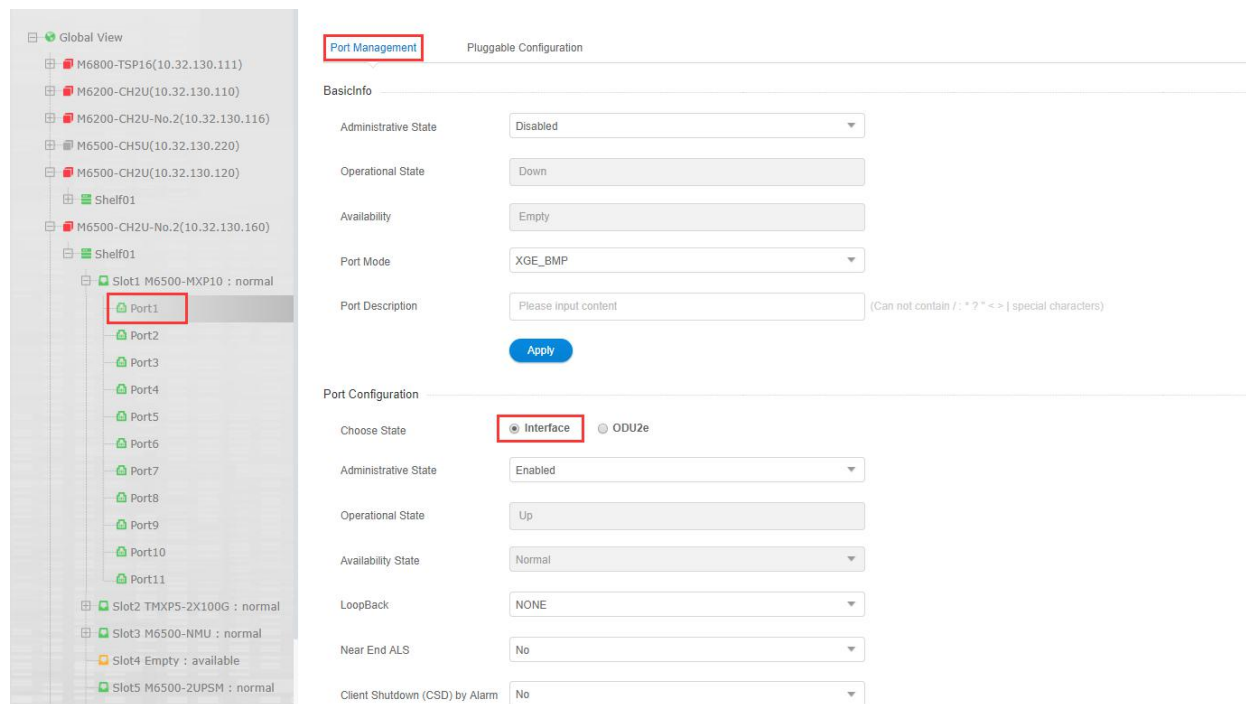 Global View
M6800-TSP16(10.32.130.111)
M6200-CH2U(10.32.130.110)
M6200-CH2U-No.2(10.32.130.116)
M6500-CH5U(10.32.130.220)
M6500-CH2U(10.32.130.120)
Shelf01
M6500-CH2U-No.2(10.32.130.160)
Shelf01
Slot1 M6500-MXP10 : normal
Port1
Port2
Port3
Port4
Port5
Port6
Port7
Port8
Port9
Port10
Port11
Slot2 TMXP5-2X100G : normal
Slot3 M6500-NMU : normal
Slot4 Empty : available
Slot5 M6500-2UPSM : normal
Port Management Pluggable Configuration
BasicInfo
Administrative State Disabled
Operational State Down
Availability Empty
Port Mode XGE_BMP
Port Description Please input content (Can not contain / : * ? " < > | special characters)
Apply
Port Configuration
Choose State Interface ODU2e
Administrative State Enabled
Operational State Up
Availability State Normal
LoopBack NONE
Near End ALS No
Client Shutdown (CSD) by Alarm No